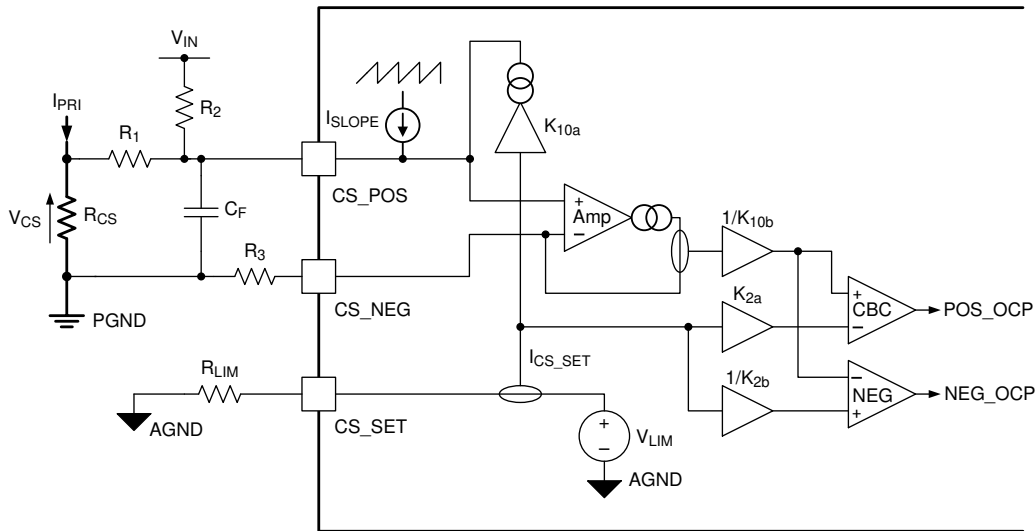 V_IN
R_2
I_PRI
R_1
I_SLOPE
K_10a
CS_POS
V_CS
R_CS
C_F
+
Amp
−
1/K_10b
R_3
CS_NEG
PGND
K_2a
+
CBC
−
POS_OCP
I_CS_SET
R_LIM
1/K_2b
−
NEG
+
NEG_OCP
AGND
CS_SET
+
−
V_LIM
AGND